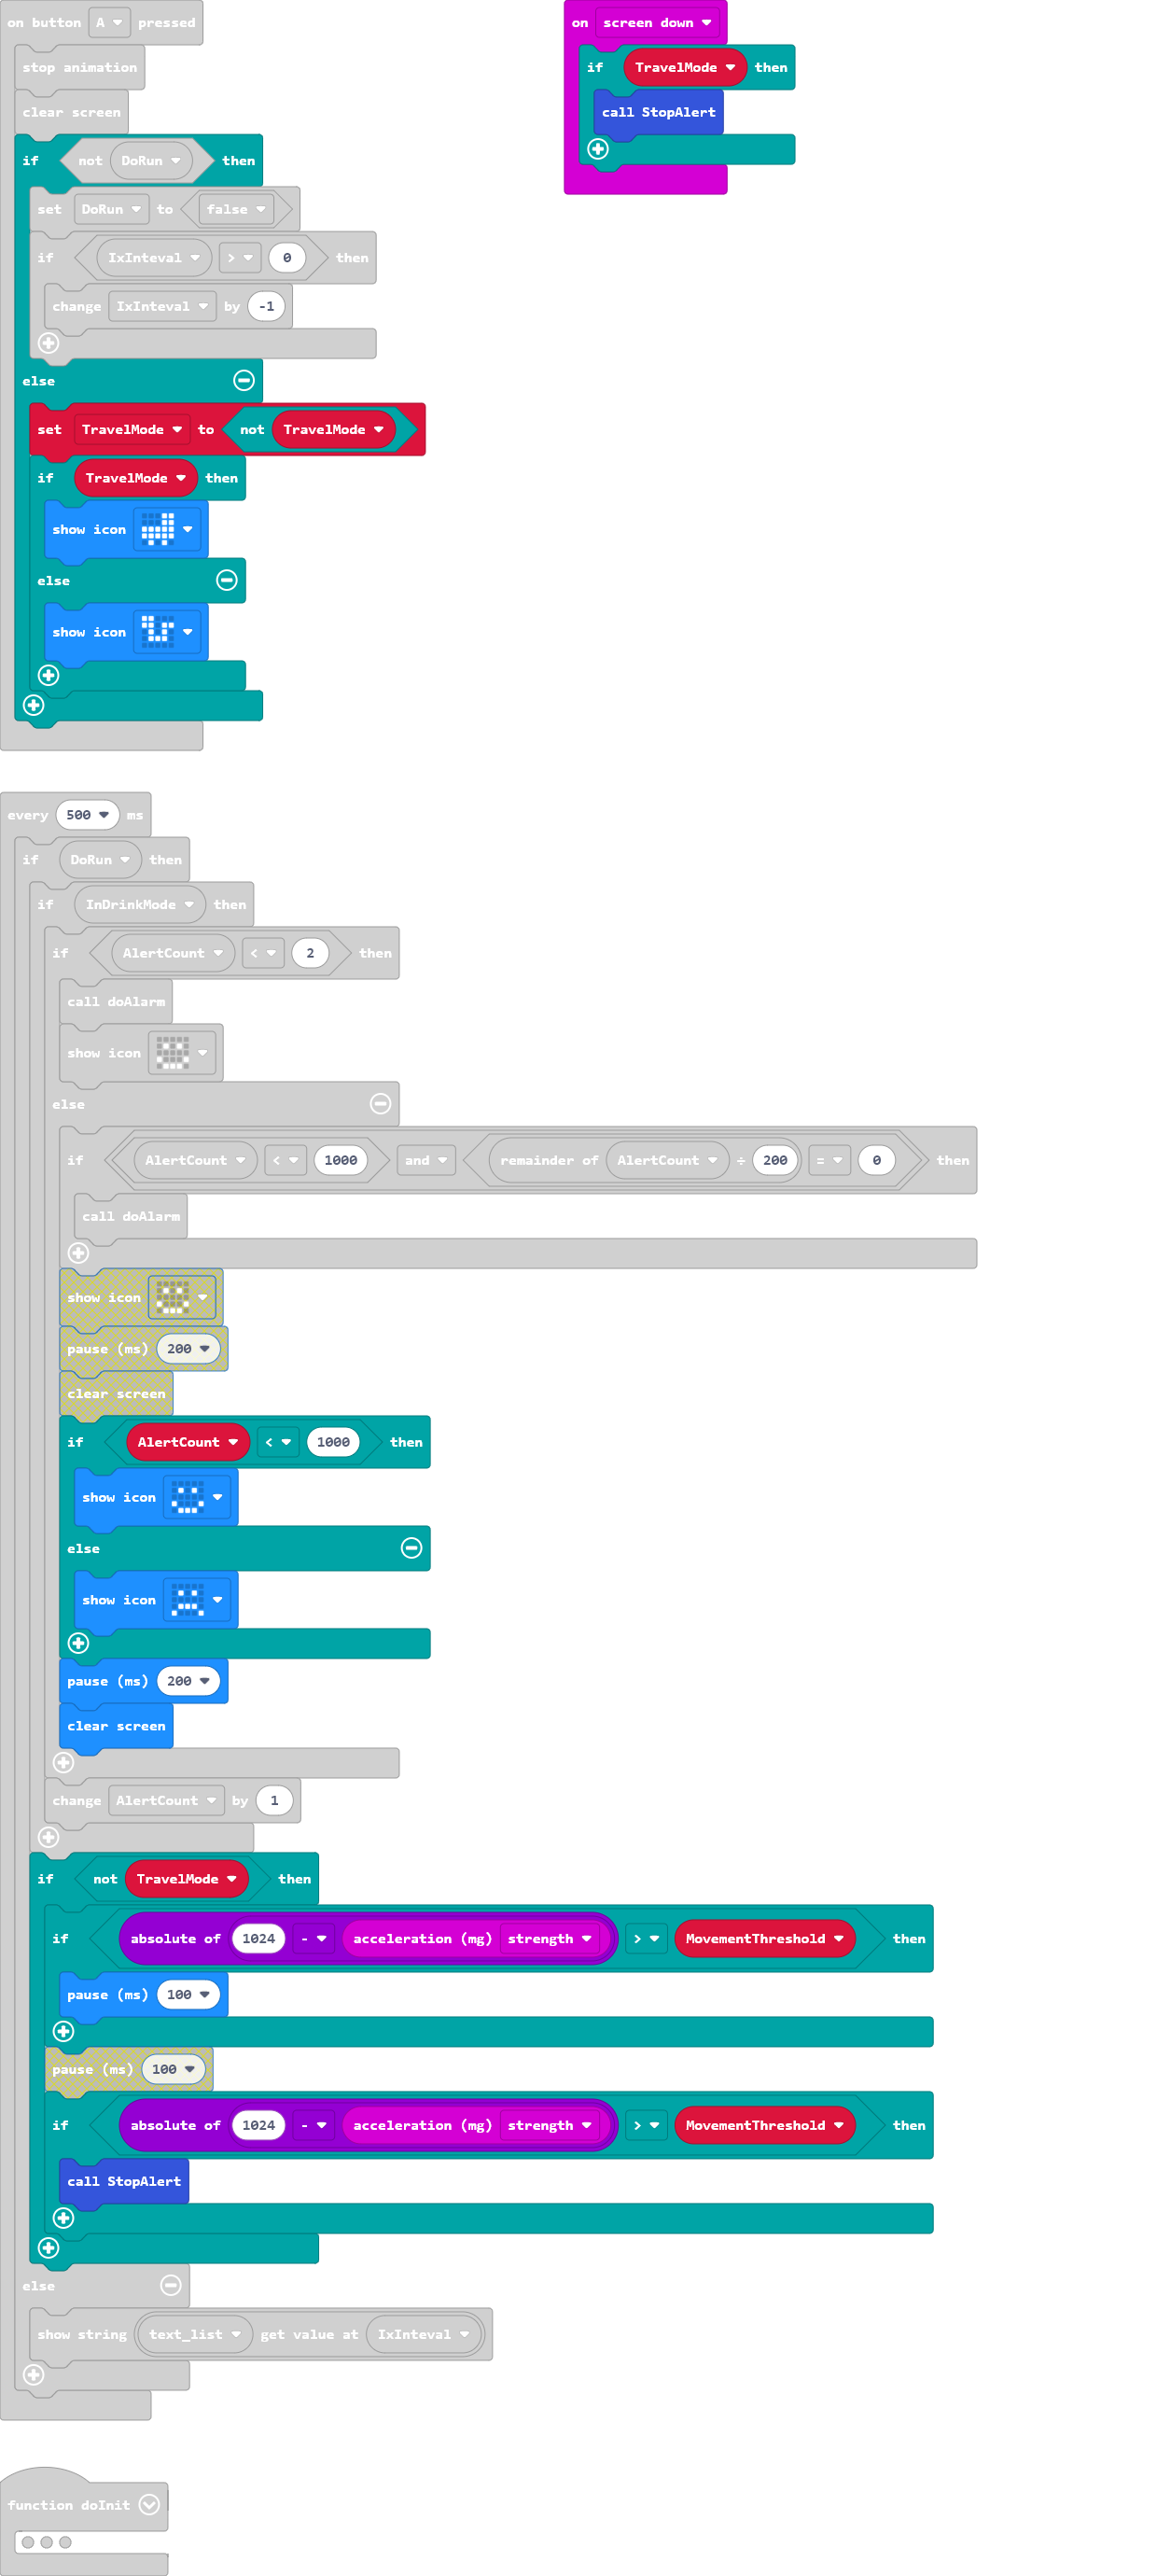 on button A pressed
stop animation
clear screen
if not DoRun then
set DoRun to false
if IxInteval > 0 then
change IxInteval by -1
else
set TravelMode to not TravelMode
if TravelMode then
show icon
else
show icon
on screen down
if TravelMode then
call StopAlert
every 500 ms
if DoRun then
if InDrinkMode then
if AlertCount < 2 then
call doAlarm
show icon
else
if AlertCount < 1000 and remainder of AlertCount ÷ 200 = 0 then
call doAlarm
show icon
pause (ms) 200
clear screen
if AlertCount < 1000 then
show icon
else
show icon
pause (ms) 200
clear screen
change AlertCount by 1
if not TravelMode then
if absolute of 1024 - acceleration (mg) strength > MovementThreshold then
pause (ms) 100
pause (ms) 100
if absolute of 1024 - acceleration (mg) strength > MovementThreshold then
call StopAlert
else
show string text_list get value at IxInteval
function doInit